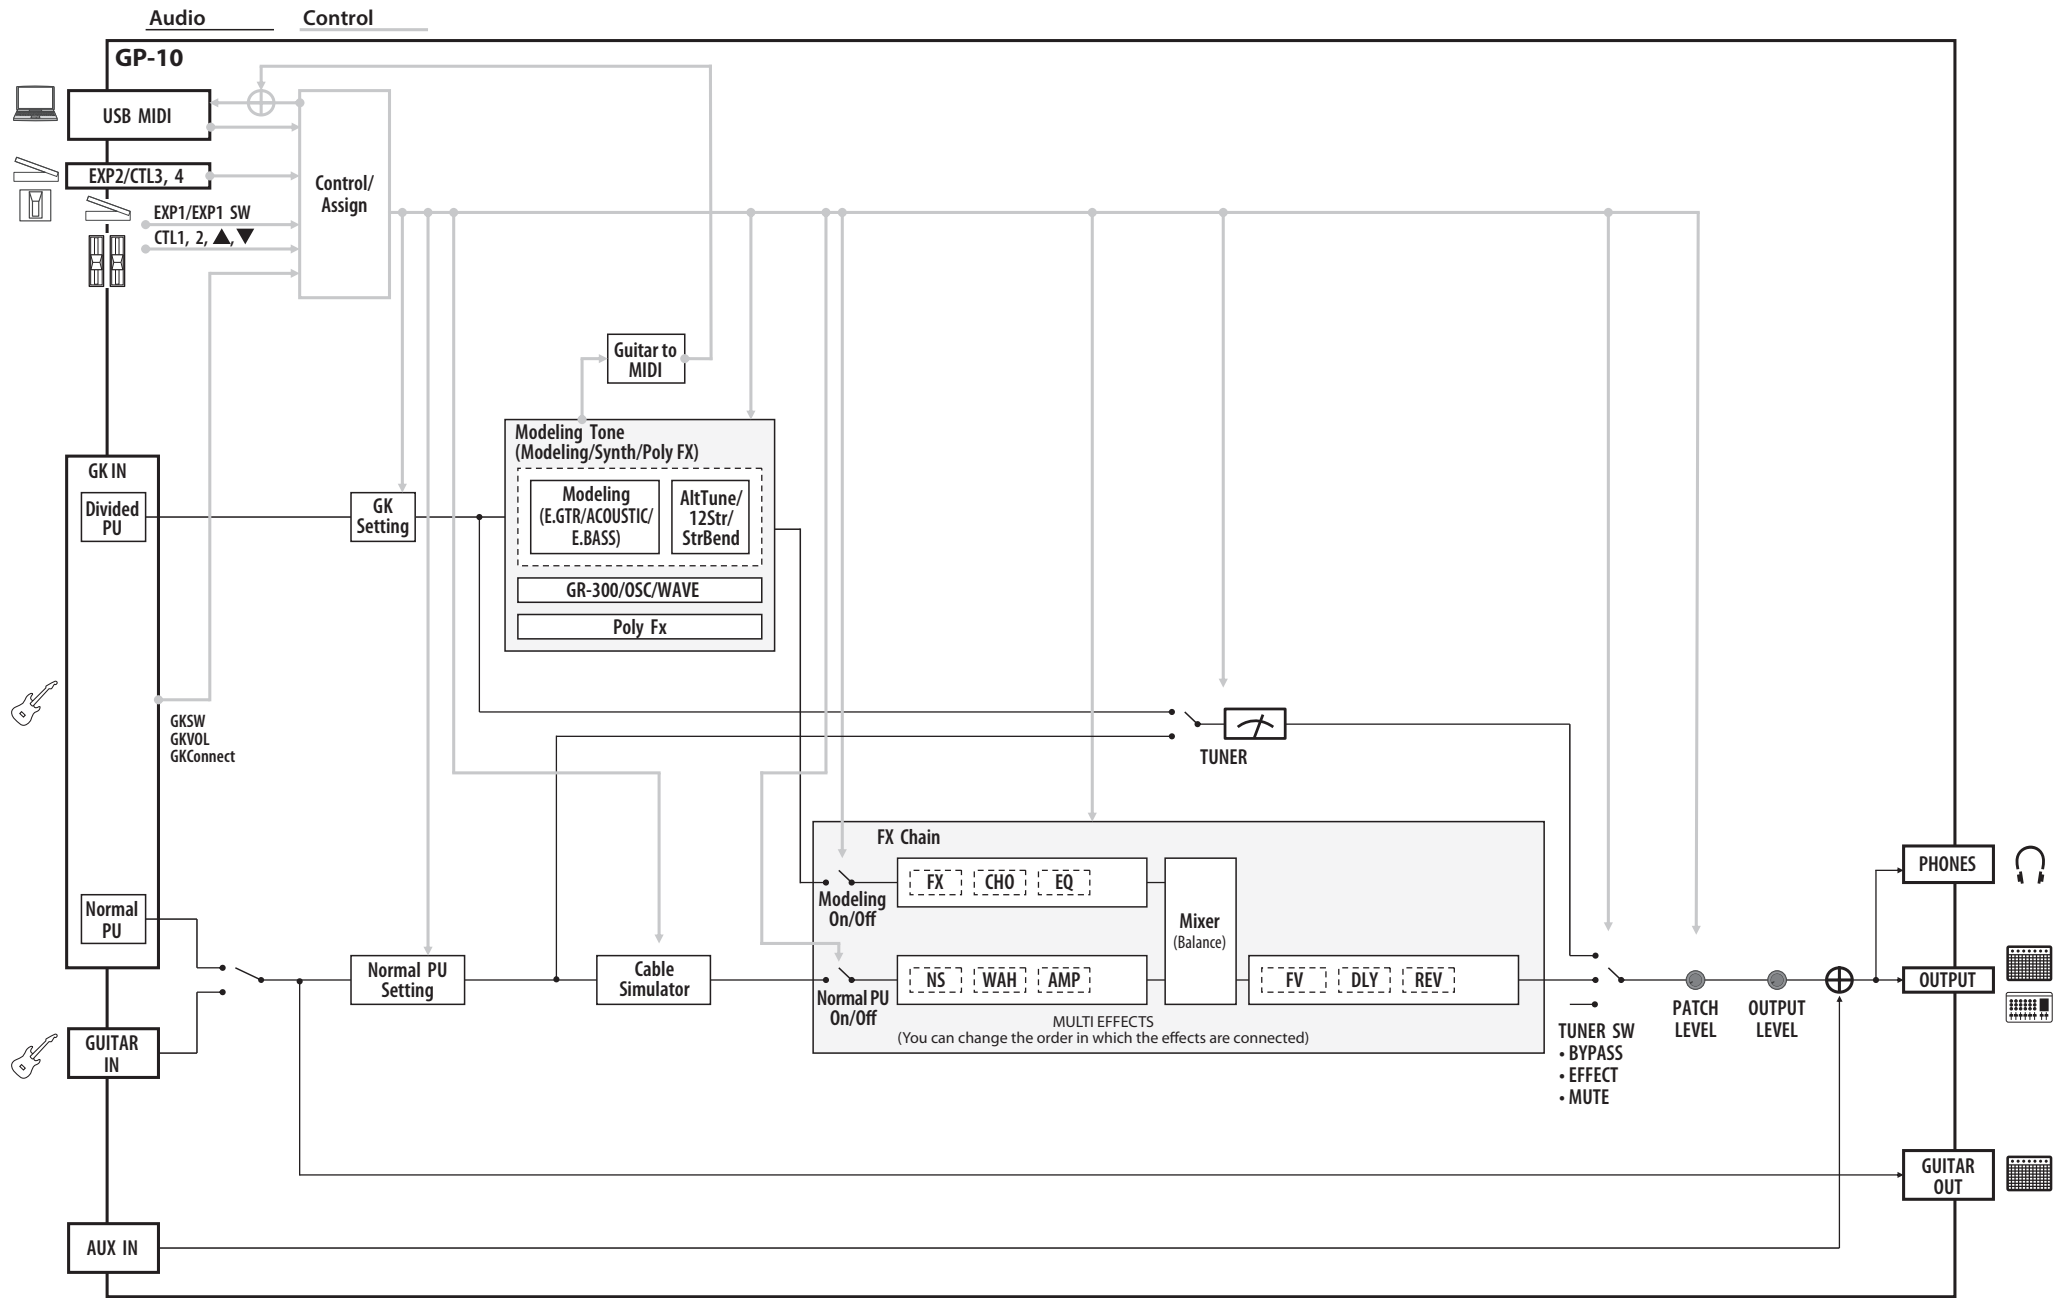 Audio
Control
GP-10
USB MIDI
EXP2/CTL3, 4
EXP1/EXP1 SW
CTL1, 2, ▲, ▼
Control/
Assign
Guitar to
MIDI
Modeling Tone
(Modeling/Synth/Poly FX)
Modeling
(E.GTR/ACOUSTIC/
E.BASS)
AltTune/
12Str/
StrBend
GR-300/OSC/WAVE
Poly Fx
GK IN
Divided
PU
GK
Setting
GKSW
GKVOL
GKConnect
TUNER
FX Chain
FX
CHO
EQ
Modeling
On/Off
Mixer
(Balance)
Normal
PU
Normal PU
Setting
Cable
Simulator
Normal PU
On/Off
NS
WAH
AMP
FV
DLY
REV
MULTI EFFECTS
(You can change the order in which the effects are connected)
TUNER SW
• BYPASS
• EFFECT
• MUTE
PATCH
LEVEL
OUTPUT
LEVEL
PHONES
OUTPUT
GUITAR
IN
GUITAR
OUT
AUX IN